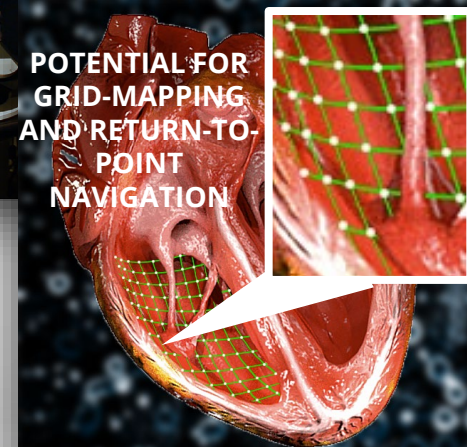 POTENTIAL FOR
GRID-MAPPING
AND RETURN-TO-
POINT
NAVIGATION